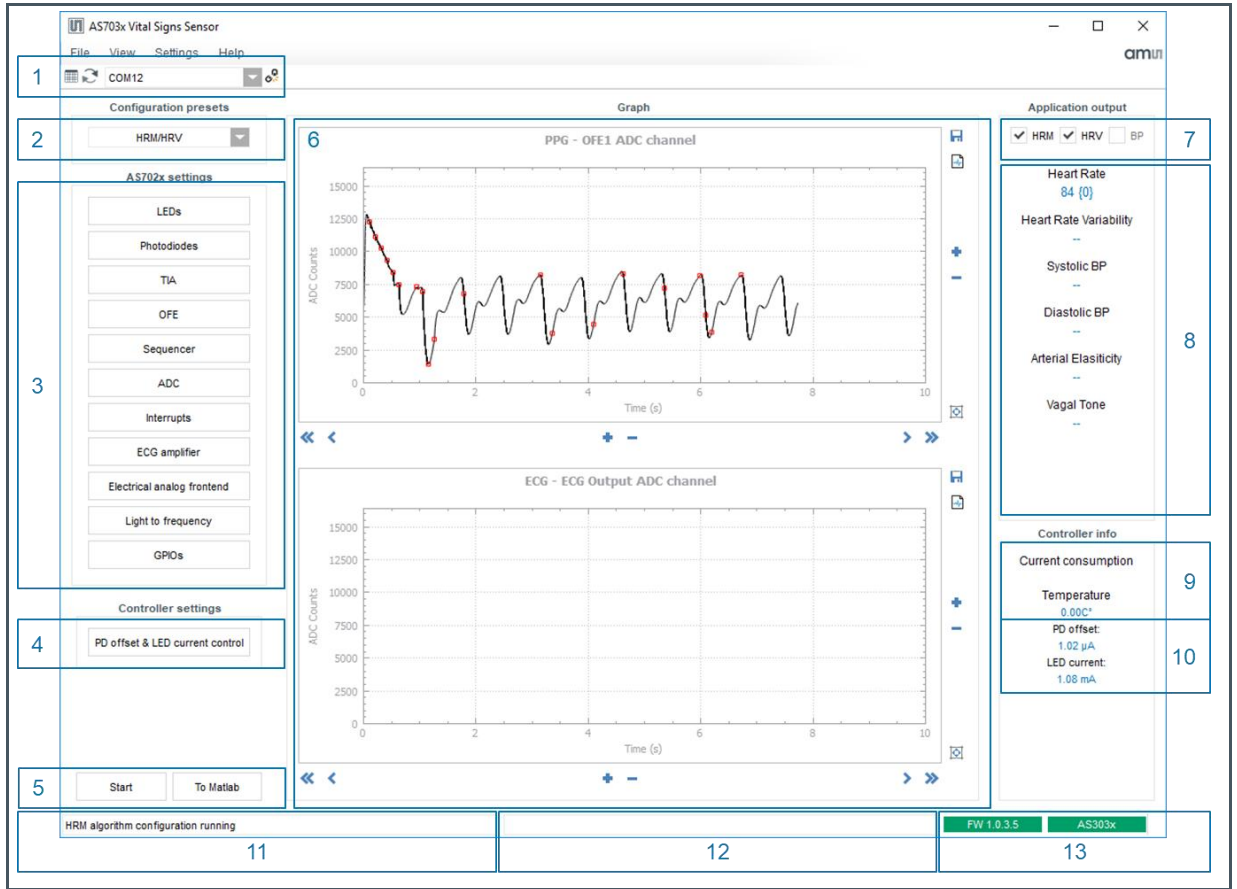 AS703x Vital Signs Sensor
File View Settings Help
amu
1
COM12
Configuration presets
Graph
Application output
2
HRM/HRV
6
PPG - OFE1 ADC channel
HRM HRV BP
7
AS702x settings
3
LEDs
Photodiodes
TIA
OFE
Sequencer
ADC
Interrupts
ECG amplifier
Electrical analog frontend
Light to frequency
GPIOs
ADC Counts
15000
12500
10000
7500
5000
2500
0
0 2 4 6 8 10
Time (s)
Heart Rate
84 {0}
Heart Rate Variability
--
Systolic BP
--
Diastolic BP
--
Arterial Elasiticity
--
Vagal Tone
--
8
ECG - ECG Output ADC channel
ADC Counts
15000
12500
10000
7500
5000
2500
0
0 2 4 6 8 10
Time (s)
Controller info
Current consumption
Temperature
0.00C°
9
Controller settings
4
PD offset & LED current control
PD offset:
1.02 µA
LED current:
1.08 mA
10
5
Start To Matlab
HRM algorithm configuration running
FW 1.0.3.5 AS303x
11
12
13